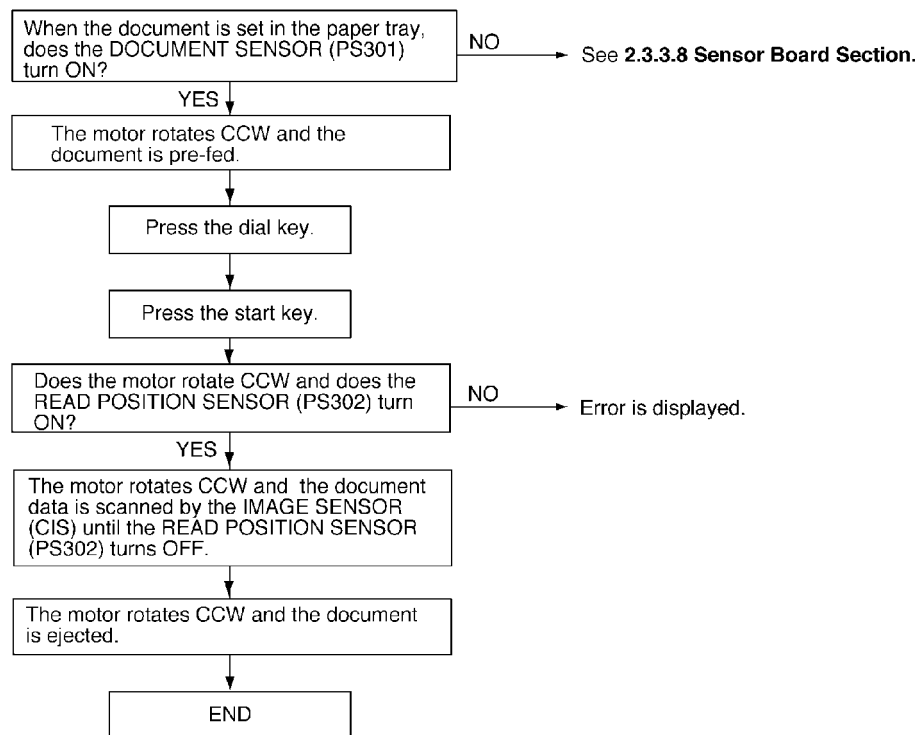 When the document is set in the paper tray,
does the DOCUMENT SENSOR (PS301)
turn ON?
NO
See 2.3.3.8 Sensor Board Section.
YES
The motor rotates CCW and the
document is pre-fed.
Press the dial key.
Press the start key.
Does the motor rotate CCW and does the
READ POSITION SENSOR (PS302) turn
ON?
NO
Error is displayed.
YES
The motor rotates CCW and the document
data is scanned by the IMAGE SENSOR
(CIS) until the READ POSITION SENSOR
(PS302) turns OFF.
The motor rotates CCW and the document
is ejected.
END